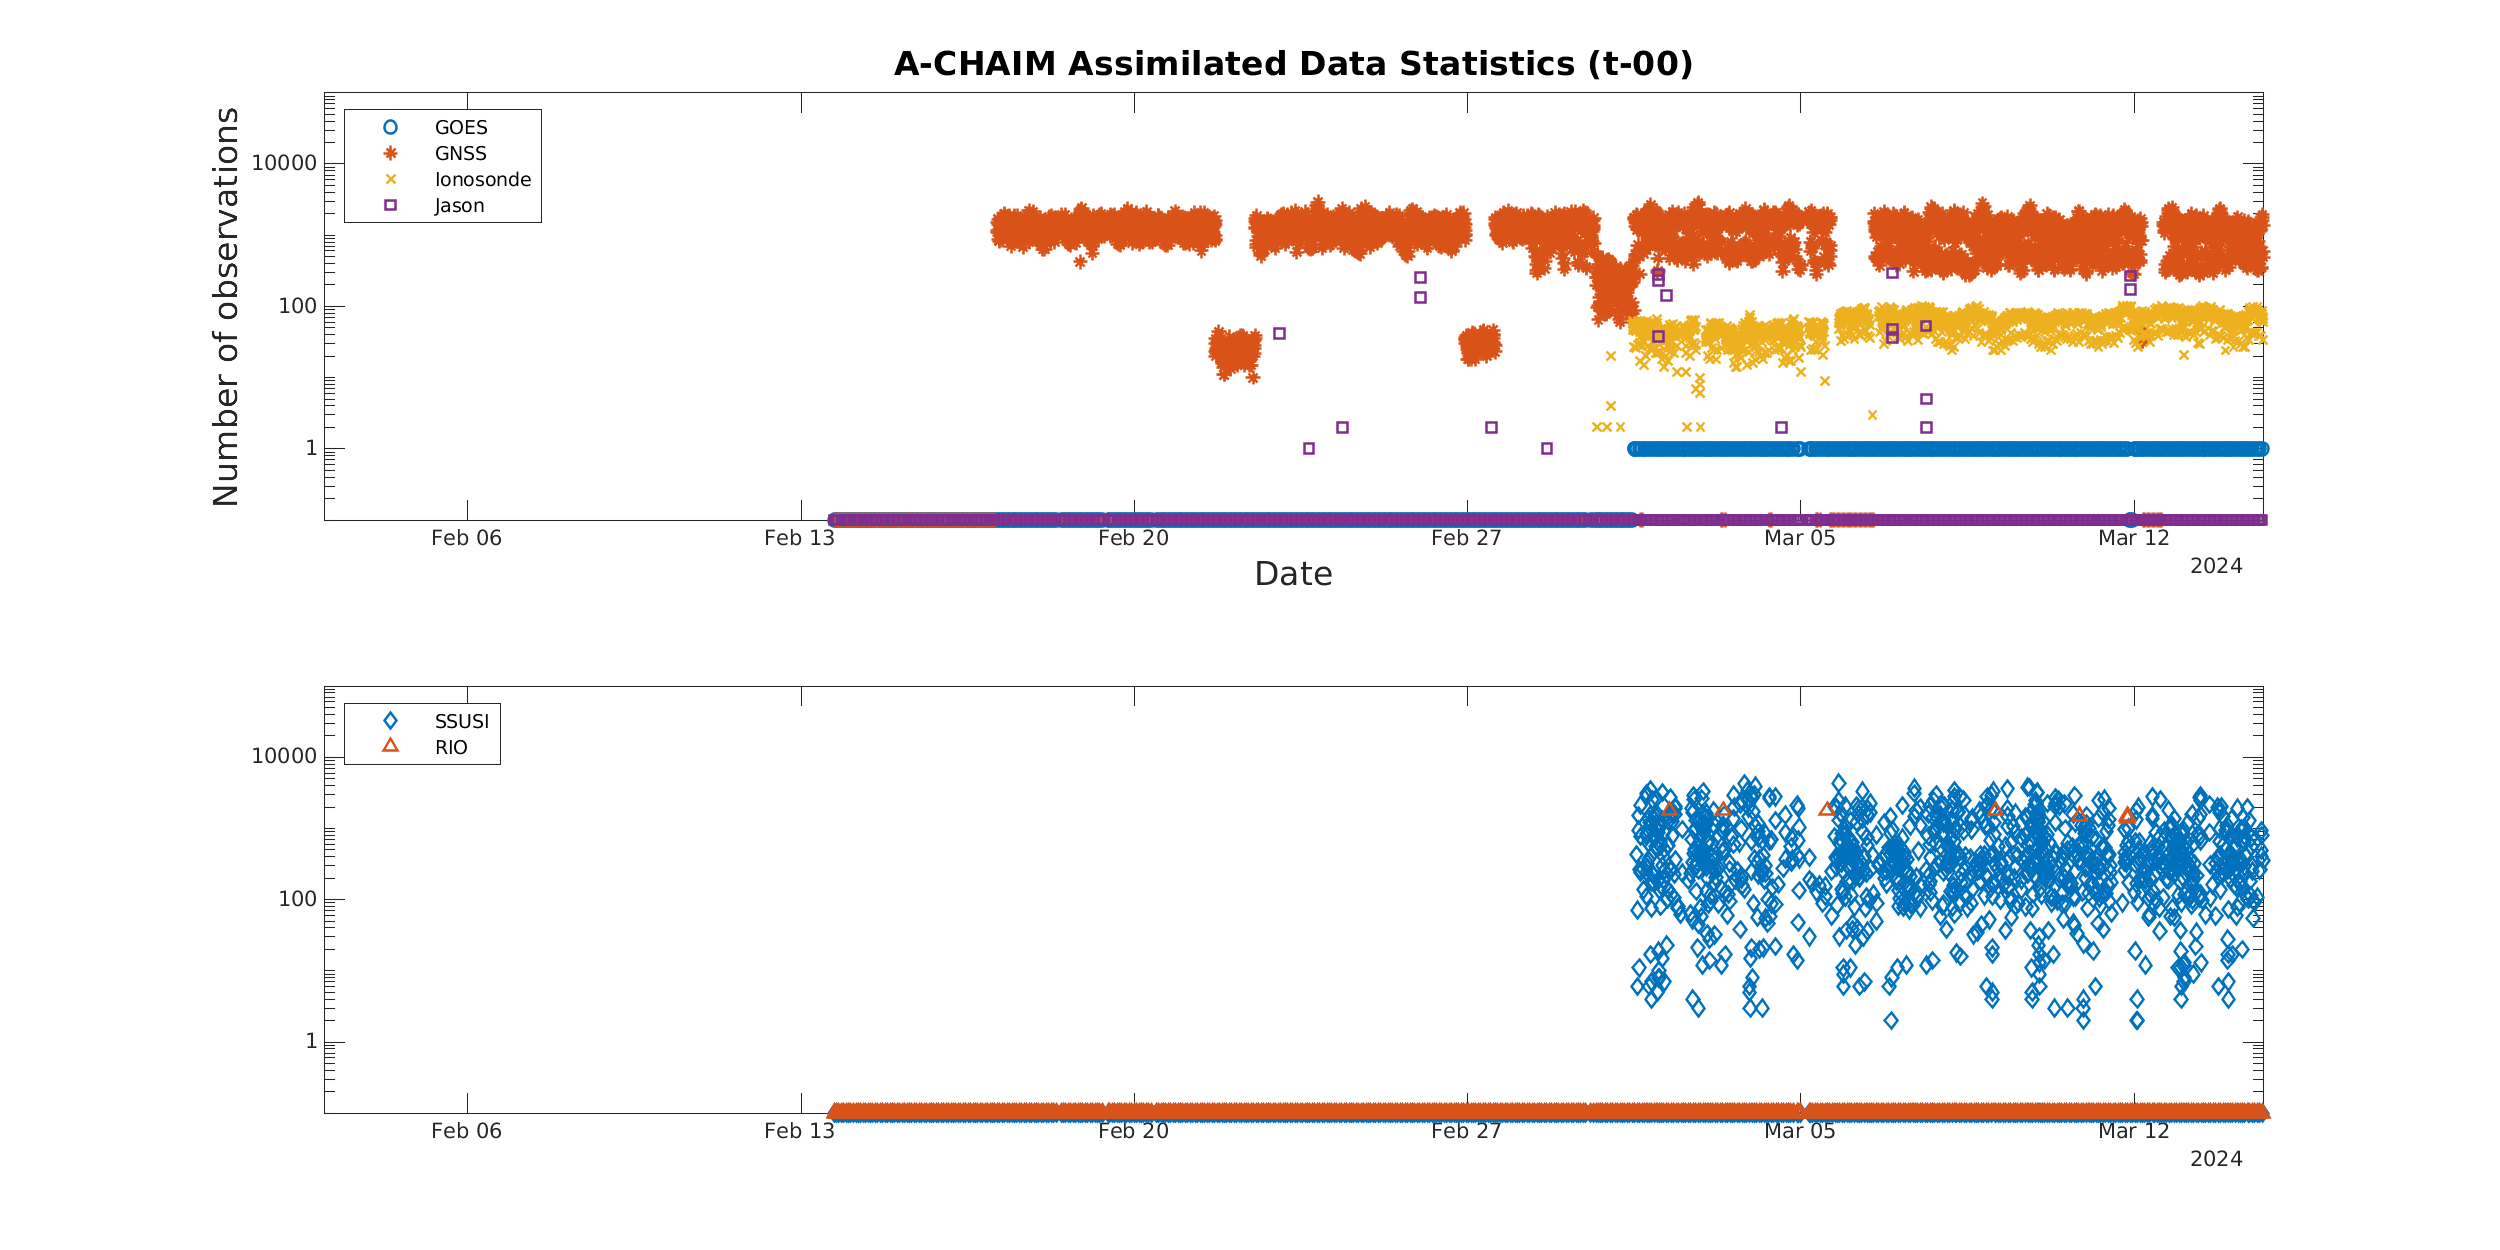 A-CHAIM Assimilated Data Statistics (t-00)
Number of observations
GOES
GNSS
Ionosonde
Jason
10000
100
1
Feb 06 Feb 13 Feb 20 Feb 27 Mar 05 Mar 12
2024
Date
SSUSI
RIO
10000
100
1
Feb 06 Feb 13 Feb 20 Feb 27 Mar 05 Mar 12
2024